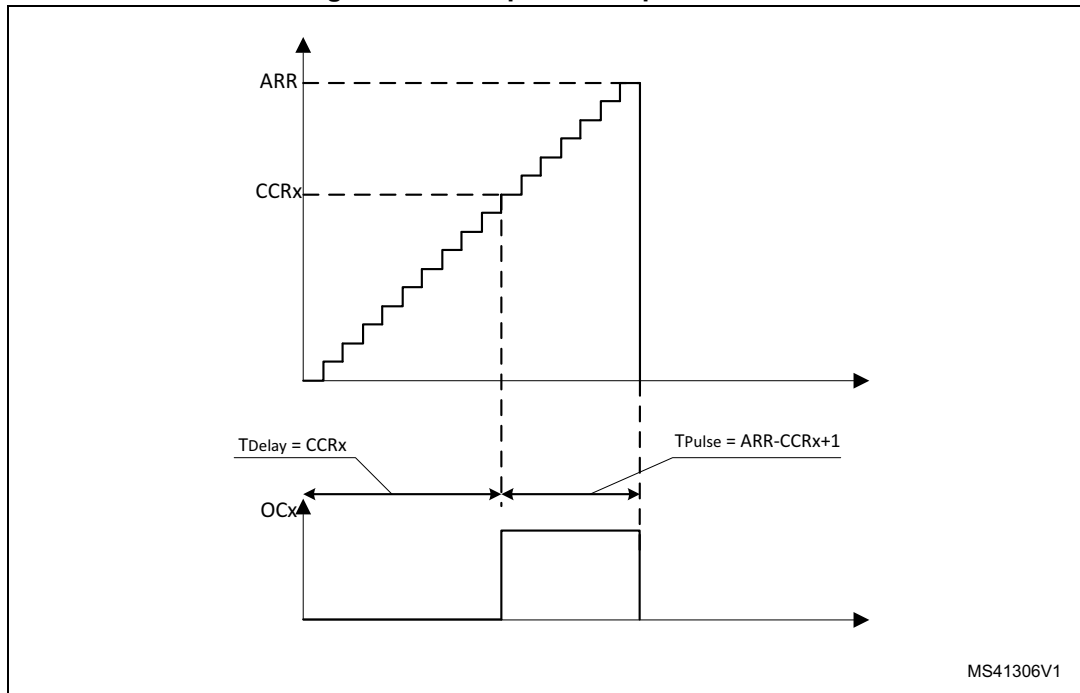 ARR
CCRx
TDelay = CCRx
TPulse = ARR-CCRx+1
OCx
MS41306V1